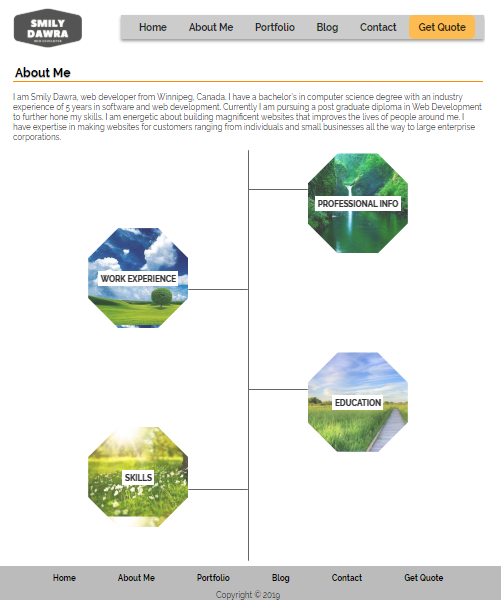 SMILY
DAWRA
Home About Me Portfolio Blog Contact Get Quote
About Me
I am Smily Dawra, web developer from Winnipeg, Canada. I have a bachelor's in computer science degree with an industry
experience of 5 years in software and web development. Currently I am pursuing a post graduate diploma in Web Development
to further hone my skills. I am energetic about building magnificent websites that improves the lives of people around me. I
have expertise in making websites for customers ranging from individuals and small businesses all the way to large enterprise
corporations.
PROFESSIONAL INFO
WORK EXPERIENCE
EDUCATION
SKILLS
Home About Me Portfolio Blog Contact Get Quote
Copyright © 2019